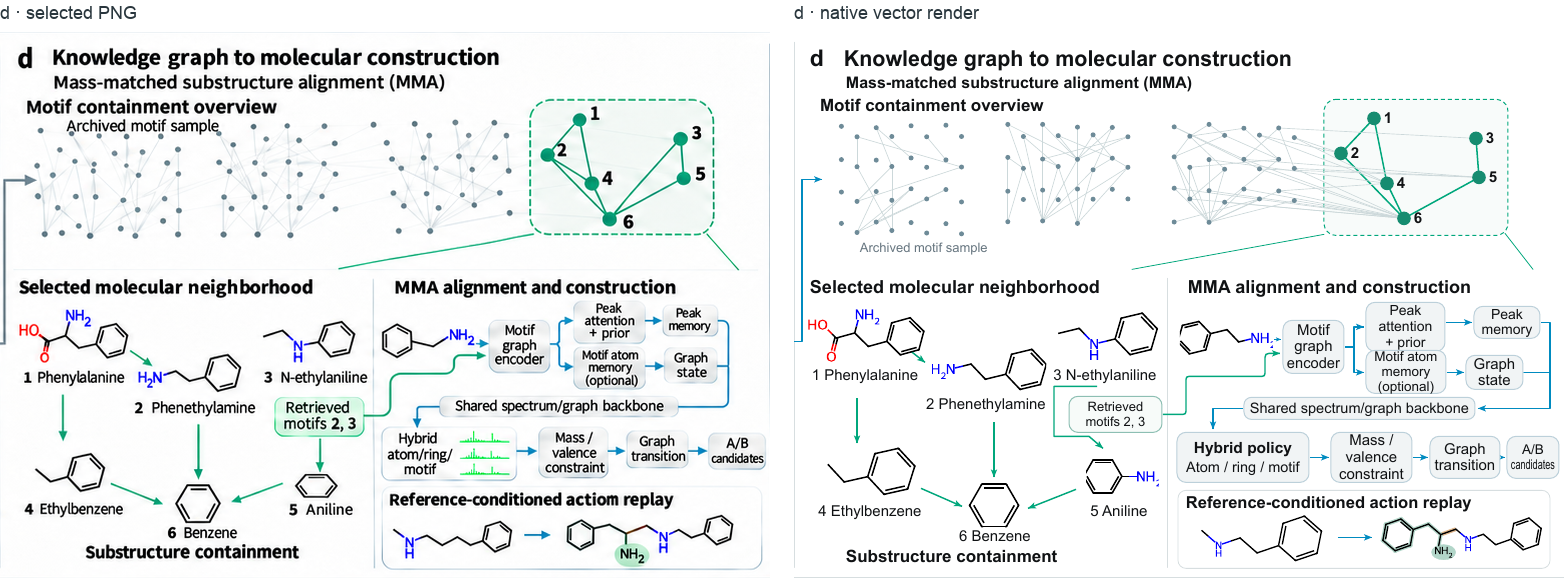 d · selected PNG
d Knowledge graph to molecular construction
Mass-matched substructure alignment (MMA)
Motif containment overview
Archived motif sample
1
2
3
4
5
6
Selected molecular neighborhood
NH2
HO
O
1 Phenylalanine
H2N
2 Phenethylamine
N
H
3 N-ethylaniline
Retrieved
motifs 2, 3
4 Ethylbenzene
6 Benzene
5 Aniline
Substructure containment
MMA alignment and construction
NH2
Motif
graph
encoder
Peak
attention
+ prior
Peak
memory
Motif atom
memory
(optional)
Graph
state
Shared spectrum/graph backbone
Hybrid
atom/ring/
motif
Mass /
valence
constraint
Graph
transition
A/B
candidates
Reference-conditioned actiom replay
N
H
NH2
N
H
d · native vector render
d Knowledge graph to molecular construction
Mass-matched substructure alignment (MMA)
Motif containment overview
1
2
3
4
5
6
Archived motif sample
Selected molecular neighborhood
NH2
HO
O
1 Phenylalanine
H2N
2 Phenethylamine
N
H
3 N-ethylaniline
Retrieved
motifs 2, 3
4 Ethylbenzene
6 Benzene
NH2
5 Aniline
Substructure containment
MMA alignment and construction
NH2
Motif
graph
encoder
Peak
attention
+ prior
Peak
memory
Motif atom
memory
(optional)
Graph
state
Shared spectrum/graph backbone
Hybrid policy
Atom / ring / motif
Mass /
valence
constraint
Graph
transition
A/B
candidates
Reference-conditioned action replay
N
H
NH2
N
H